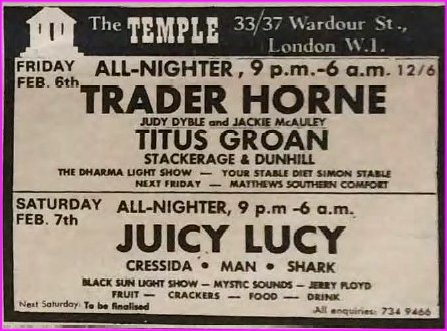 The TEMPLE 33/37 Wardour St.,
London W.1.
FRIDAY ALL-NIGHTER, 9 p.m.-6 a.m. 12/6
FEB. 6th
TRADER HORNE
JUDY DYBLE and JACKIE McAULEY
TITUS GROAN
STACKERAGE & DUNHILL
THE DHARMA LIGHT SHOW — YOUR STABLE DIET SIMON STABLE
NEXT FRIDAY — MATTHEWS SOUTHERN COMFORT
SATURDAY ALL-NIGHTER, 9 p.m -6 a.m.
FEB. 7th
JUICY LUCY
CRESSIDA • MAN • SHARK
BLACK SUN LIGHT SHOW — MYSTIC SOUNDS — JERRY FLOYD
FRUIT — CRACKERS — FOOD — DRINK
Next Saturday: To be finalised All enquiries: 734 9466